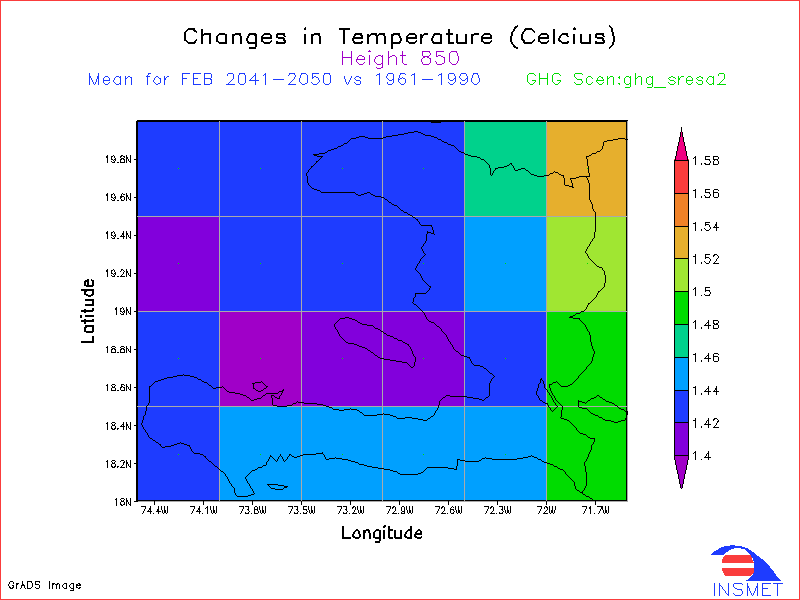 Changes in Temperature (Celcius)
Height 850
Mean for FEB 2041-2050 vs 1961-1990 GHG Scen:ghg_sresa2
19.8N
19.6N
19.4N
19.2N
19N
18.8N
18.6N
18.4N
18.2N
18N
Latitude
74.4W 74.1W 73.8W 73.5W 73.2W 72.9W 72.6W 72.3W 72W 71.7W
Longitude
1.58
1.56
1.54
1.52
1.5
1.48
1.46
1.44
1.42
1.4
GrADS Image
INSMET